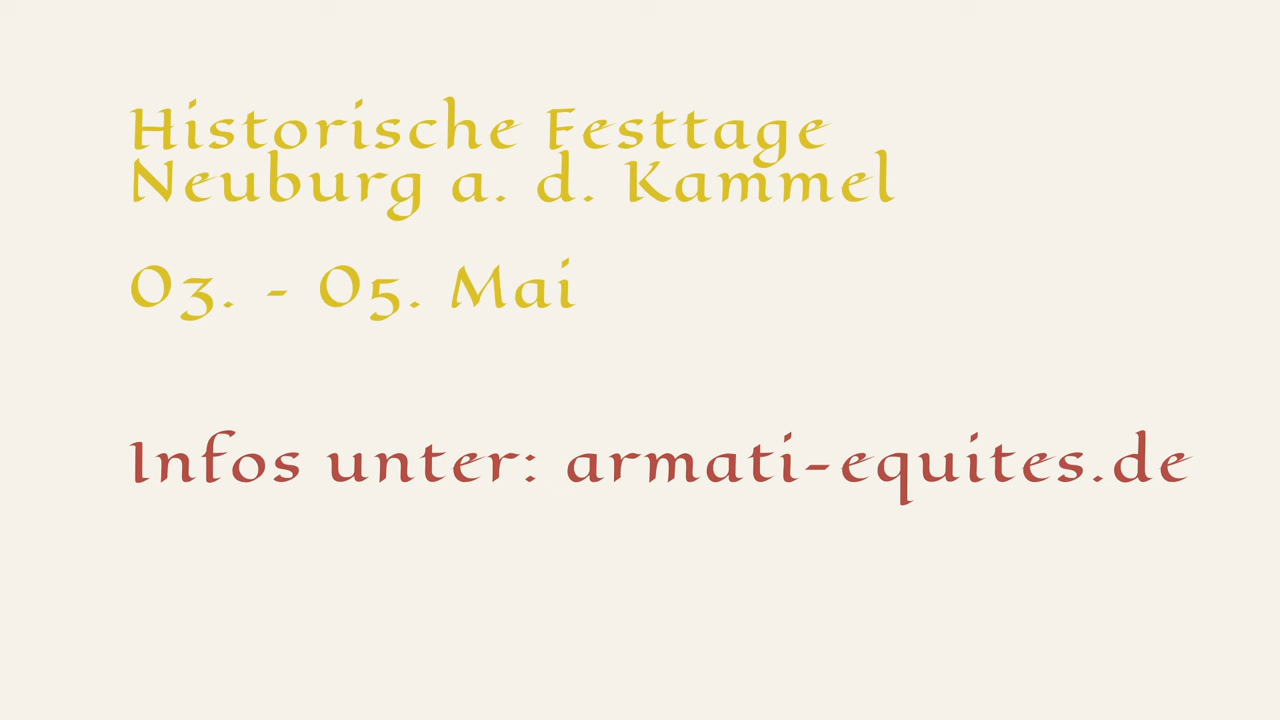 Historische Festtage
Neuburg a. d. Kammel
03. - 05. Mai
Infos unter: armati-equites.de